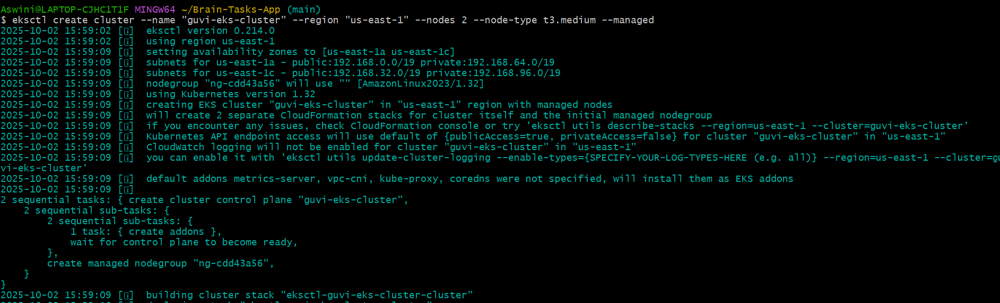 Aswini@LAPTOP-CJHC1T1F MINGW64 ~/Brain-Tasks-App (main)
$ eksctl create cluster --name "guvi-eks-cluster" --region "us-east-1" --nodes 2 --node-type t3.medium --managed
2025-10-02 15:59:02 [ℹ]  eksctl version 0.214.0
2025-10-02 15:59:02 [ℹ]  using region us-east-1
2025-10-02 15:59:09 [ℹ]  setting availability zones to [us-east-1a us-east-1c]
2025-10-02 15:59:09 [ℹ]  subnets for us-east-1a - public:192.168.0.0/19 private:192.168.64.0/19
2025-10-02 15:59:09 [ℹ]  subnets for us-east-1c - public:192.168.32.0/19 private:192.168.96.0/19
2025-10-02 15:59:09 [ℹ]  nodegroup "ng-cdd43a56" will use "" [AmazonLinux2023/1.32]
2025-10-02 15:59:09 [ℹ]  using Kubernetes version 1.32
2025-10-02 15:59:09 [ℹ]  creating EKS cluster "guvi-eks-cluster" in "us-east-1" region with managed nodes
2025-10-02 15:59:09 [ℹ]  will create 2 separate CloudFormation stacks for cluster itself and the initial managed nodegroup
2025-10-02 15:59:09 [ℹ]  if you encounter any issues, check CloudFormation console or try 'eksctl utils describe-stacks --region=us-east-1 --cluster=guvi-eks-cluster'
2025-10-02 15:59:09 [ℹ]  Kubernetes API endpoint access will use default of {publicAccess=true, privateAccess=false} for cluster "guvi-eks-cluster" in "us-east-1"
2025-10-02 15:59:09 [ℹ]  CloudWatch logging will not be enabled for cluster "guvi-eks-cluster" in "us-east-1"
2025-10-02 15:59:09 [ℹ]  you can enable it with 'eksctl utils update-cluster-logging --enable-types={SPECIFY-YOUR-LOG-TYPES-HERE (e.g. all)} --region=us-east-1 --cluster=gu
vi-eks-cluster'
2025-10-02 15:59:09 [ℹ]  default addons metrics-server, vpc-cni, kube-proxy, coredns were not specified, will install them as EKS addons
2025-10-02 15:59:09 [ℹ]
2 sequential tasks: { create cluster control plane "guvi-eks-cluster",
    2 sequential sub-tasks: {
        2 sequential sub-tasks: {
            1 task: { create addons },
            wait for control plane to become ready,
        },
        create managed nodegroup "ng-cdd43a56",
    }
}
2025-10-02 15:59:09 [ℹ]  building cluster stack "eksctl-guvi-eks-cluster-cluster"